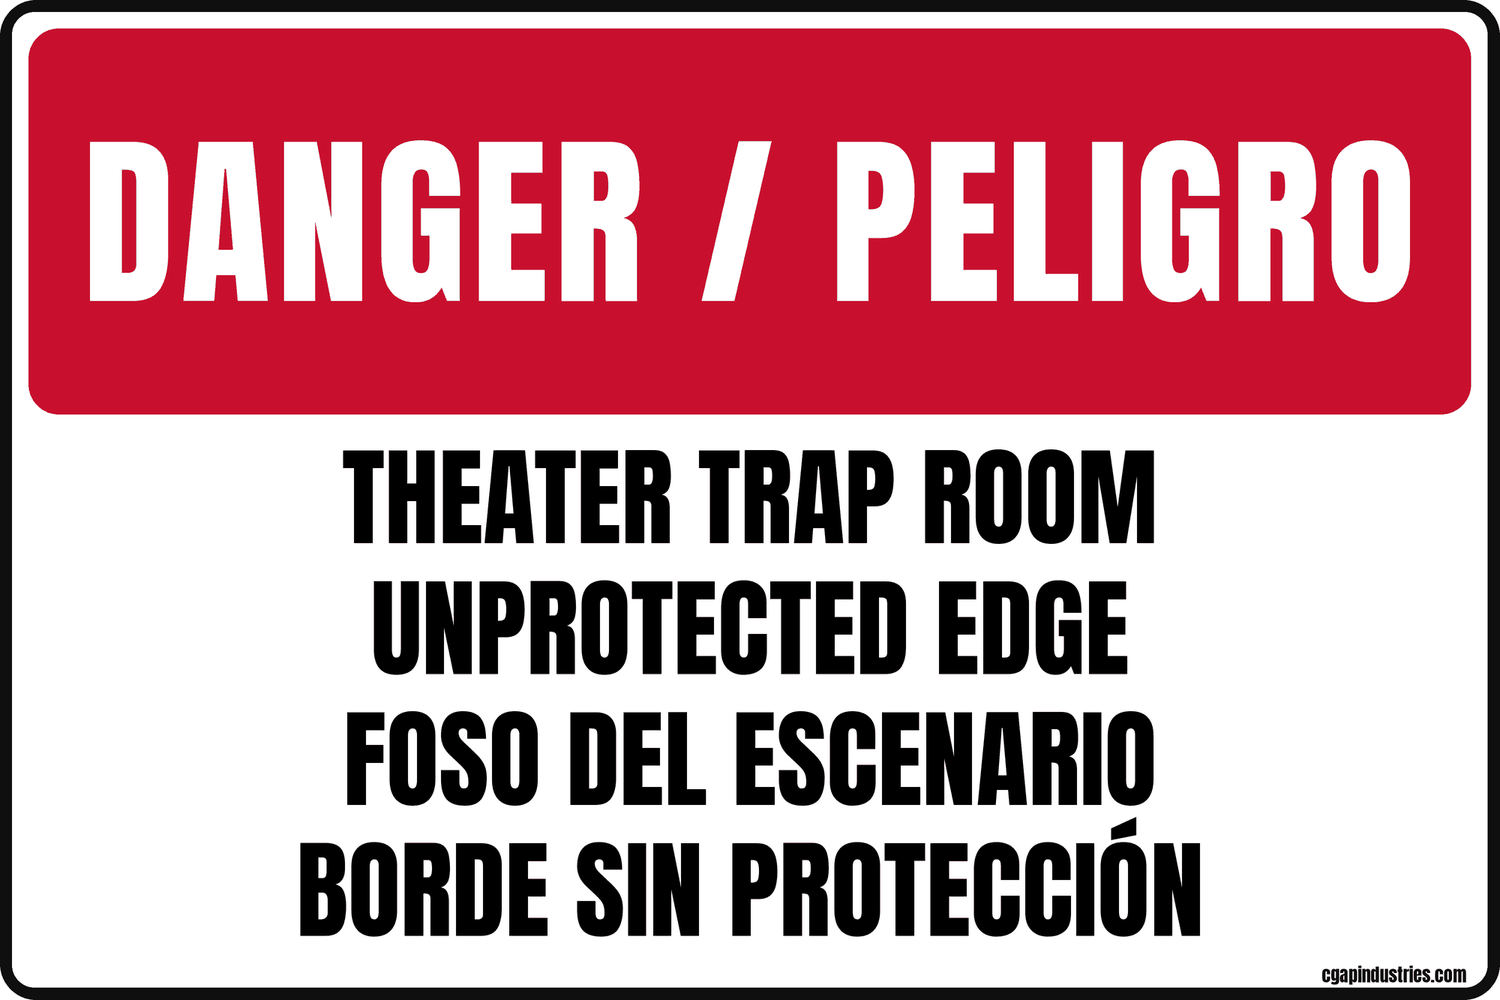 DANGER / PELIGRO
THEATER TRAP ROOM
UNPROTECTED EDGE
FOSO DEL ESCENARIO
BORDE SIN PROTECCIÓN
cgapindustries.com